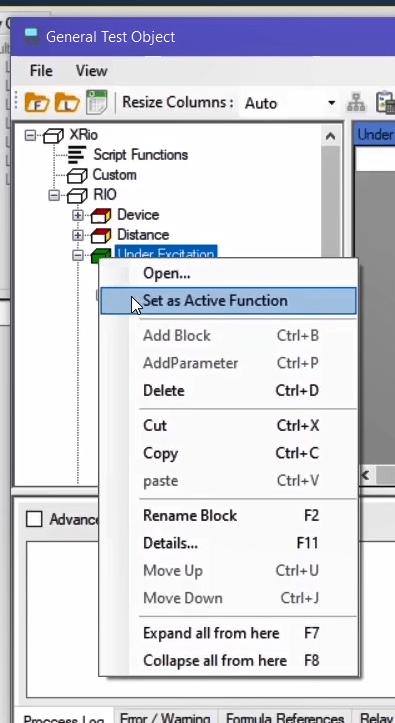 General Test Object
File View
F L Resize Columns : Auto
XRio
Under
Script Functions
Custom
RIO
Device
Distance
Under Excitation
Open...
Set as Active Function
Add Block Ctrl+B
AddParameter Ctrl+P
Delete Ctrl+D
Cut Ctrl+X
Copy Ctrl+C
paste Ctrl+V
Rename Block F2
Details... F11
Move Up Ctrl+U
Move Down Ctrl+J
Expand all from here F7
Collapse all from here F8
Advanc
Proccess Log Error / Warning Formula References Relay